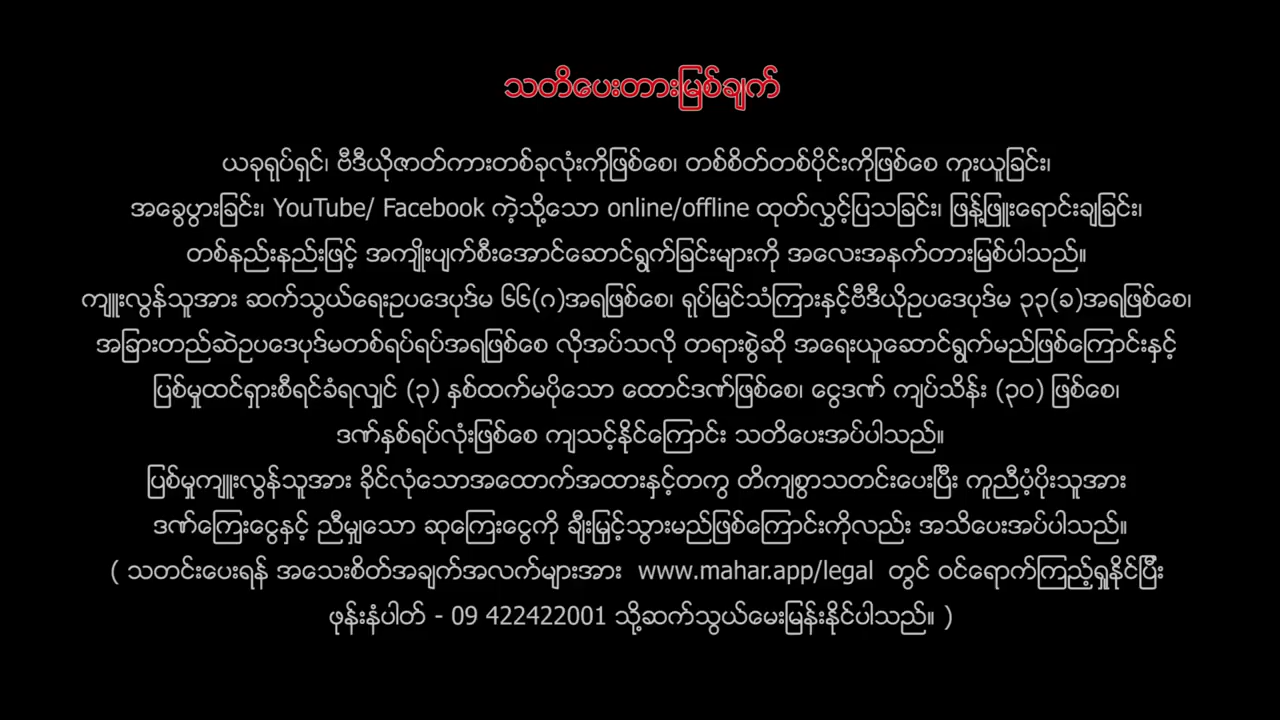 သတိပေးတားမြစ်ချက်
ယခုရုပ်ရှင်၊ ဗီဒီယိုဇာတ်ကားတစ်ခုလုံးကိုဖြစ်စေ၊ တစ်စိတ်တစ်ပိုင်းကိုဖြစ်စေ ကူးယူခြင်း၊
အခွေပွားခြင်း၊ YouTube/ Facebook ကဲ့သို့သော online/offline ထုတ်လွှင့်ပြသခြင်း၊ ဖြန့်ဖြူးရောင်းချခြင်း၊
တစ်နည်းနည်းဖြင့် အကျိုးပျက်စီးအောင်ဆောင်ရွက်ခြင်းများကို အလေးအနက်တားမြစ်ပါသည်။
ကျူးလွန်သူအား ဆက်သွယ်ရေးဥပဒေပုဒ်မ ၆၆(ဂ)အရဖြစ်စေ၊ ရုပ်မြင်သံကြားနှင့်ဗီဒီယိုဥပဒေပုဒ်မ ၃၃(ခ)အရဖြစ်စေ၊
အခြားတည်ဆဲဥပဒေပုဒ်မတစ်ရပ်ရပ်အရဖြစ်စေ လိုအပ်သလို တရားစွဲဆို အရေးယူဆောင်ရွက်မည်ဖြစ်ကြောင်းနှင့်
ပြစ်မှုထင်ရှားစီရင်ခံရလျှင် (၃) နှစ်ထက်မပိုသော ထောင်ဒဏ်ဖြစ်စေ၊ ငွေဒဏ် ကျပ်သိန်း (၃၀) ဖြစ်စေ၊
ဒဏ်နှစ်ရပ်လုံးဖြစ်စေ ကျသင့်နိုင်ကြောင်း သတိပေးအပ်ပါသည်။
ပြစ်မှုကျူးလွန်သူအား ခိုင်လုံသောအထောက်အထားနှင့်တကွ တိကျစွာသတင်းပေးပြီး ကူညီပံ့ပိုးသူအား
ဒဏ်ကြေးငွေနှင့် ညီမျှသော ဆုကြေးငွေကို ချီးမြှင့်သွားမည်ဖြစ်ကြောင်းကိုလည်း အသိပေးအပ်ပါသည်။
( သတင်းပေးရန် အသေးစိတ်အချက်အလက်များအား www.mahar.app/legal တွင် ဝင်ရောက်ကြည့်ရှုနိုင်ပြီး
ဖုန်းနံပါတ် - 09 422422001 သို့ဆက်သွယ်မေးမြန်းနိုင်ပါသည်။ )